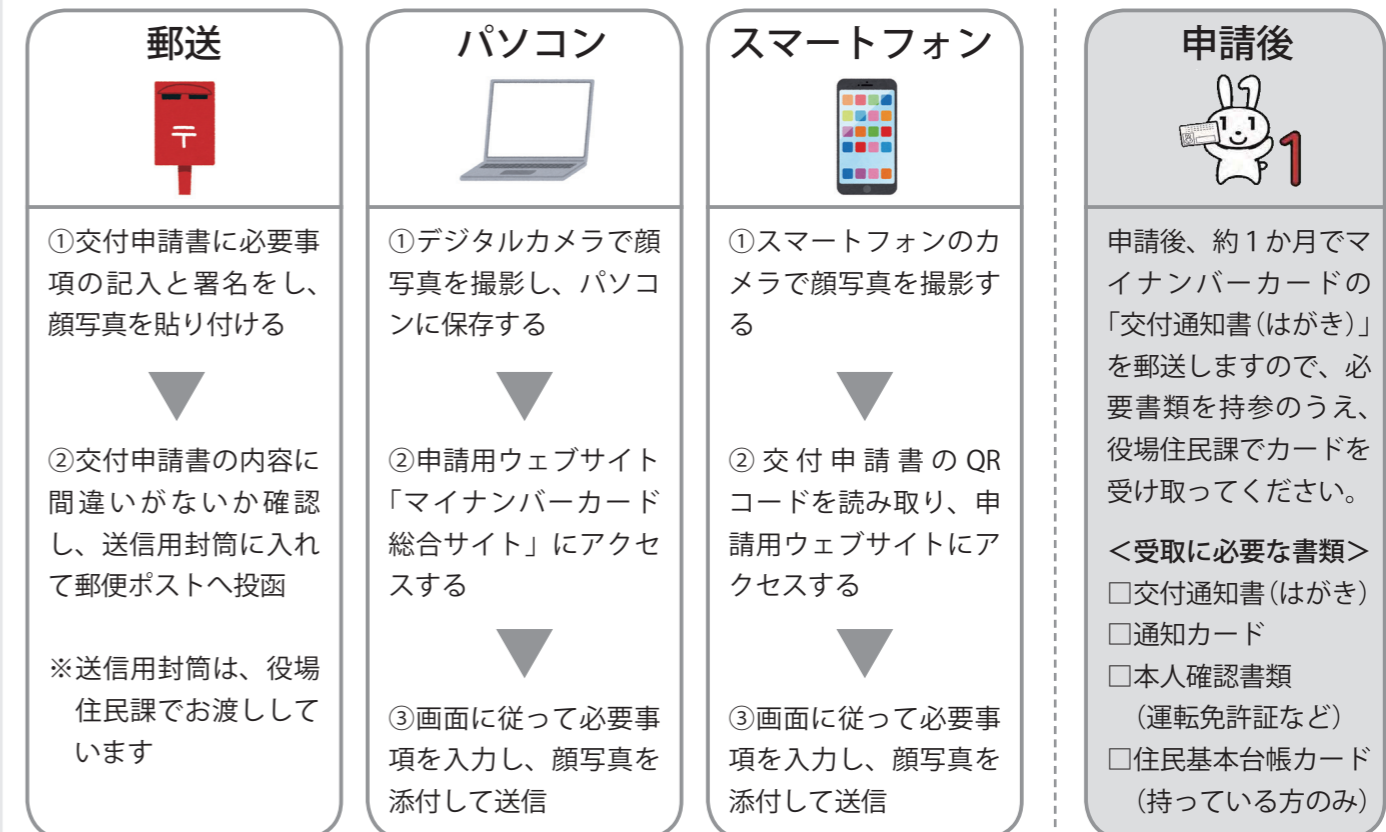 郵送
〒
①交付申請書に必要事
項の記入と署名をし、
顔写真を貼り付ける
②交付申請書の内容に
間違いがないか確認
し、送信用封筒に入れ
て郵便ポストへ投函
※送信用封筒は、役場
住民課でお渡しして
います
パソコン
①デジタルカメラで顔
写真を撮影し、パソコ
ンに保存する
②申請用ウェブサイト
「マイナンバーカード
総合サイト」にアクセ
スする
③画面に従って必要事
項を入力し、顔写真を
添付して送信
スマートフォン
①スマートフォンのカ
メラで顔写真を撮影す
る
②交付申請書のQR
コードを読み取り、申
請用ウェブサイトにア
クセスする
③画面に従って必要事
項を入力し、顔写真を
添付して送信
申請後
1 1
1
申請後、約1か月でマ
イナンバーカードの
「交付通知書(はがき)」
を郵送しますので、必
要書類を持参のうえ、
役場住民課でカードを
受け取ってください。
＜受取に必要な書類＞
□交付通知書(はがき)
□通知カード
□本人確認書類
（運転免許証など）
□住民基本台帳カード
（持っている方のみ）